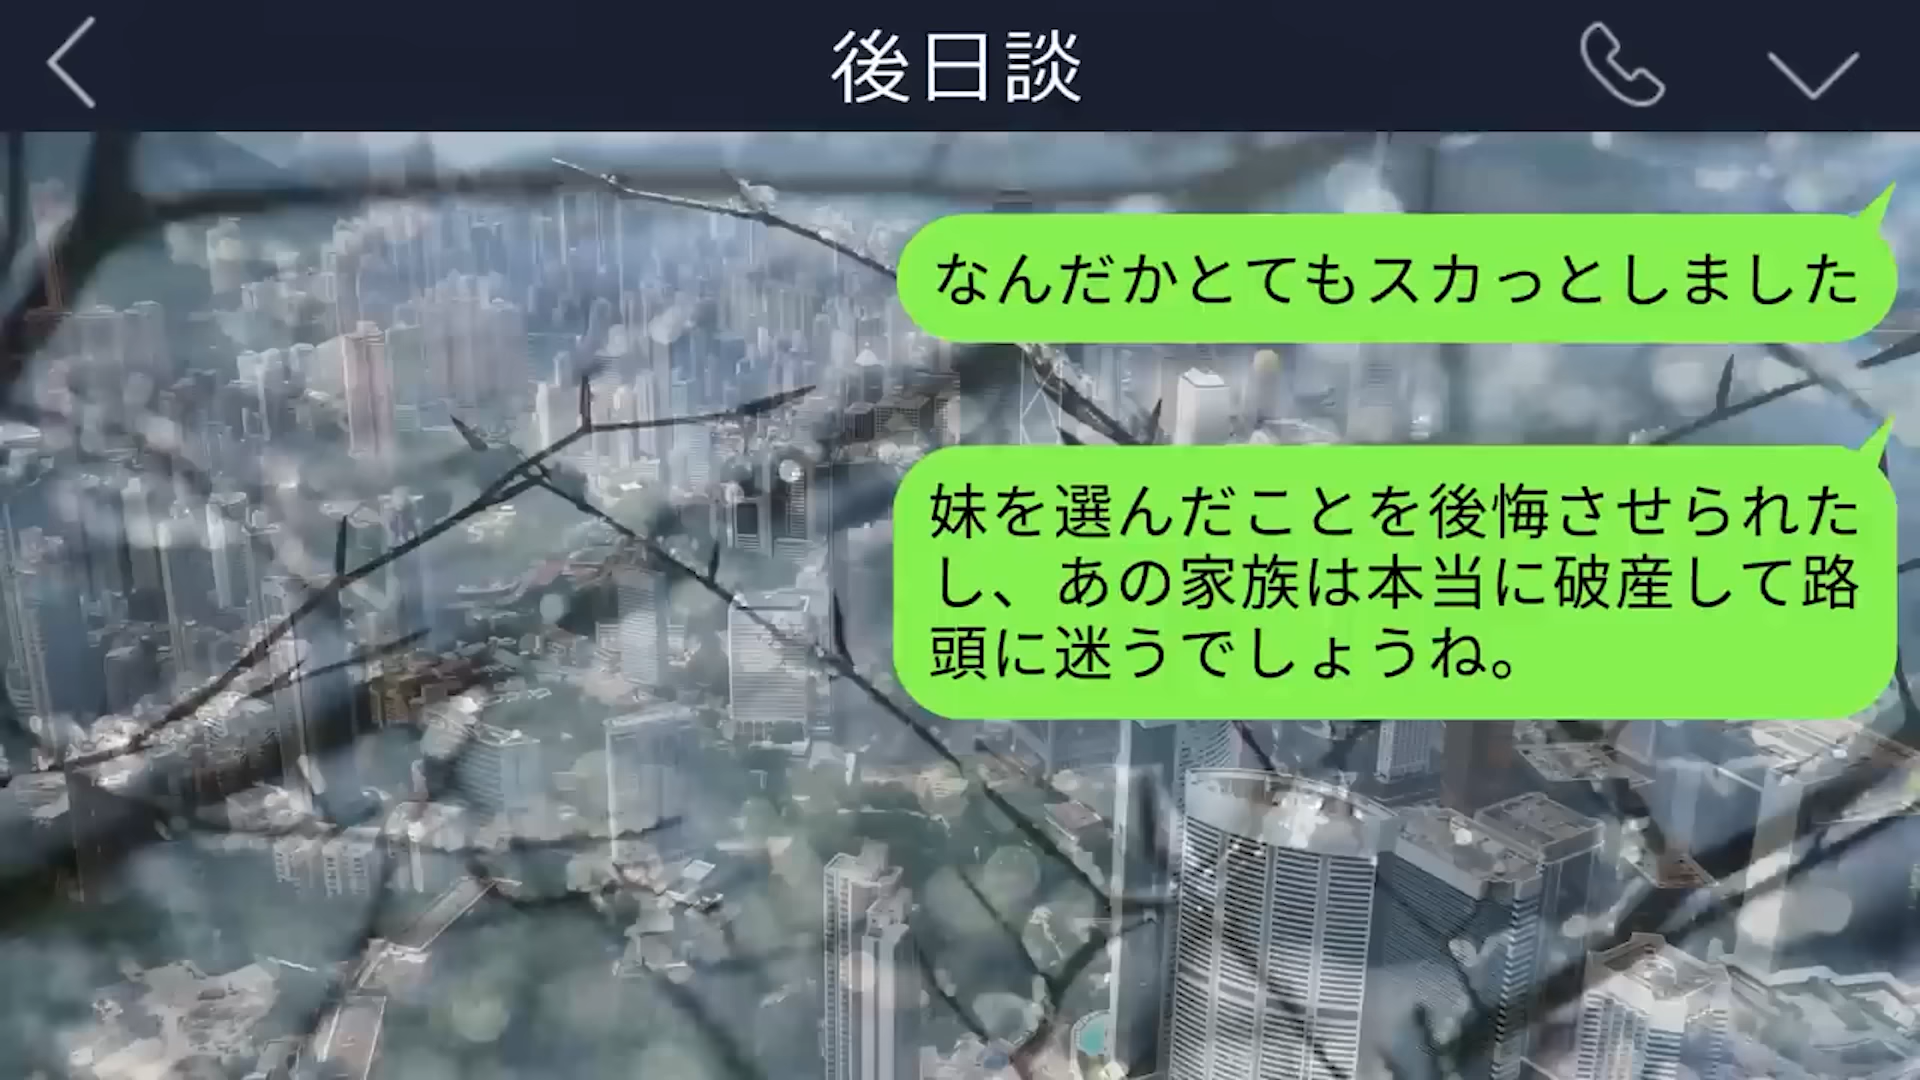 後日談
なんだかとてもスカっとしました
妹を選んだことを後悔させられた
し、あの家族は本当に破産して路
頭に迷うでしょうね。